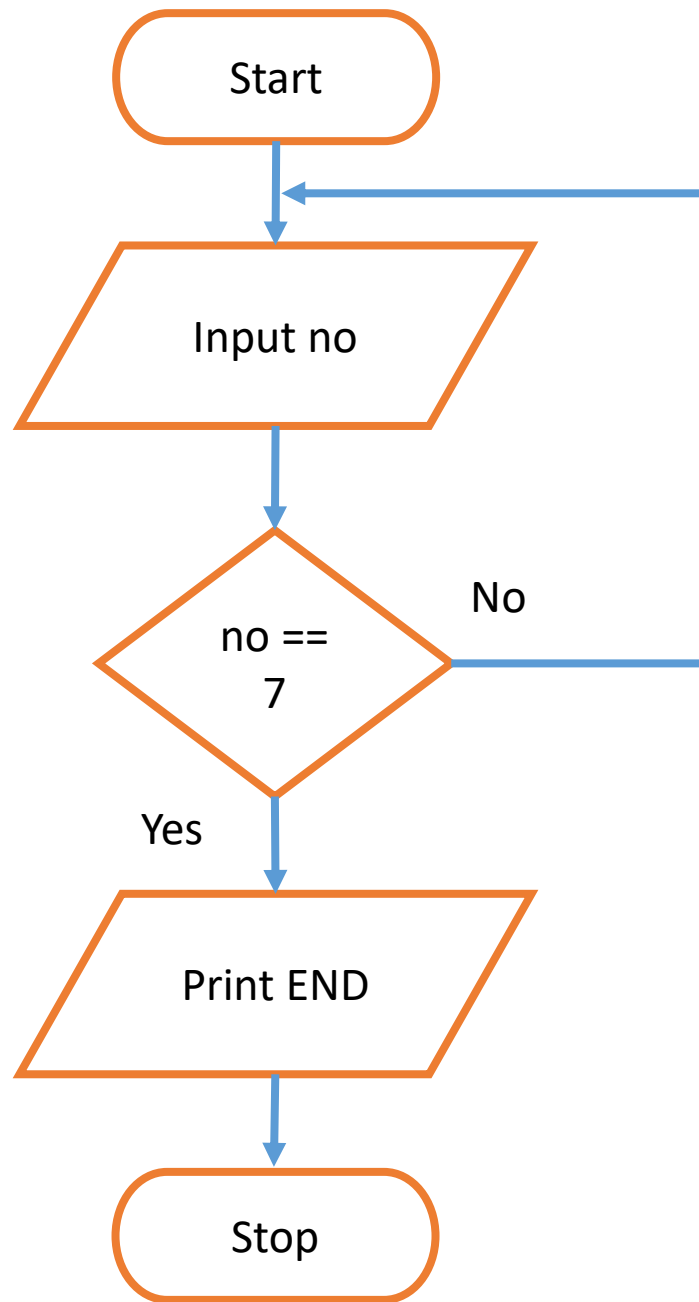 Start
Input no
no ==
7
No
Yes
Print END
Stop